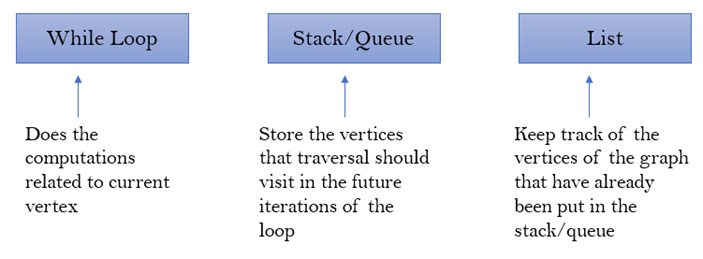 While Loop
Stack/Queue
List
Does the
computations
related to current
vertex
Store the vertices
that traversal should
visit in the future
iterations of the
loop
Keep track of the
vertices of the graph
that have already
been put in the
stack/queue